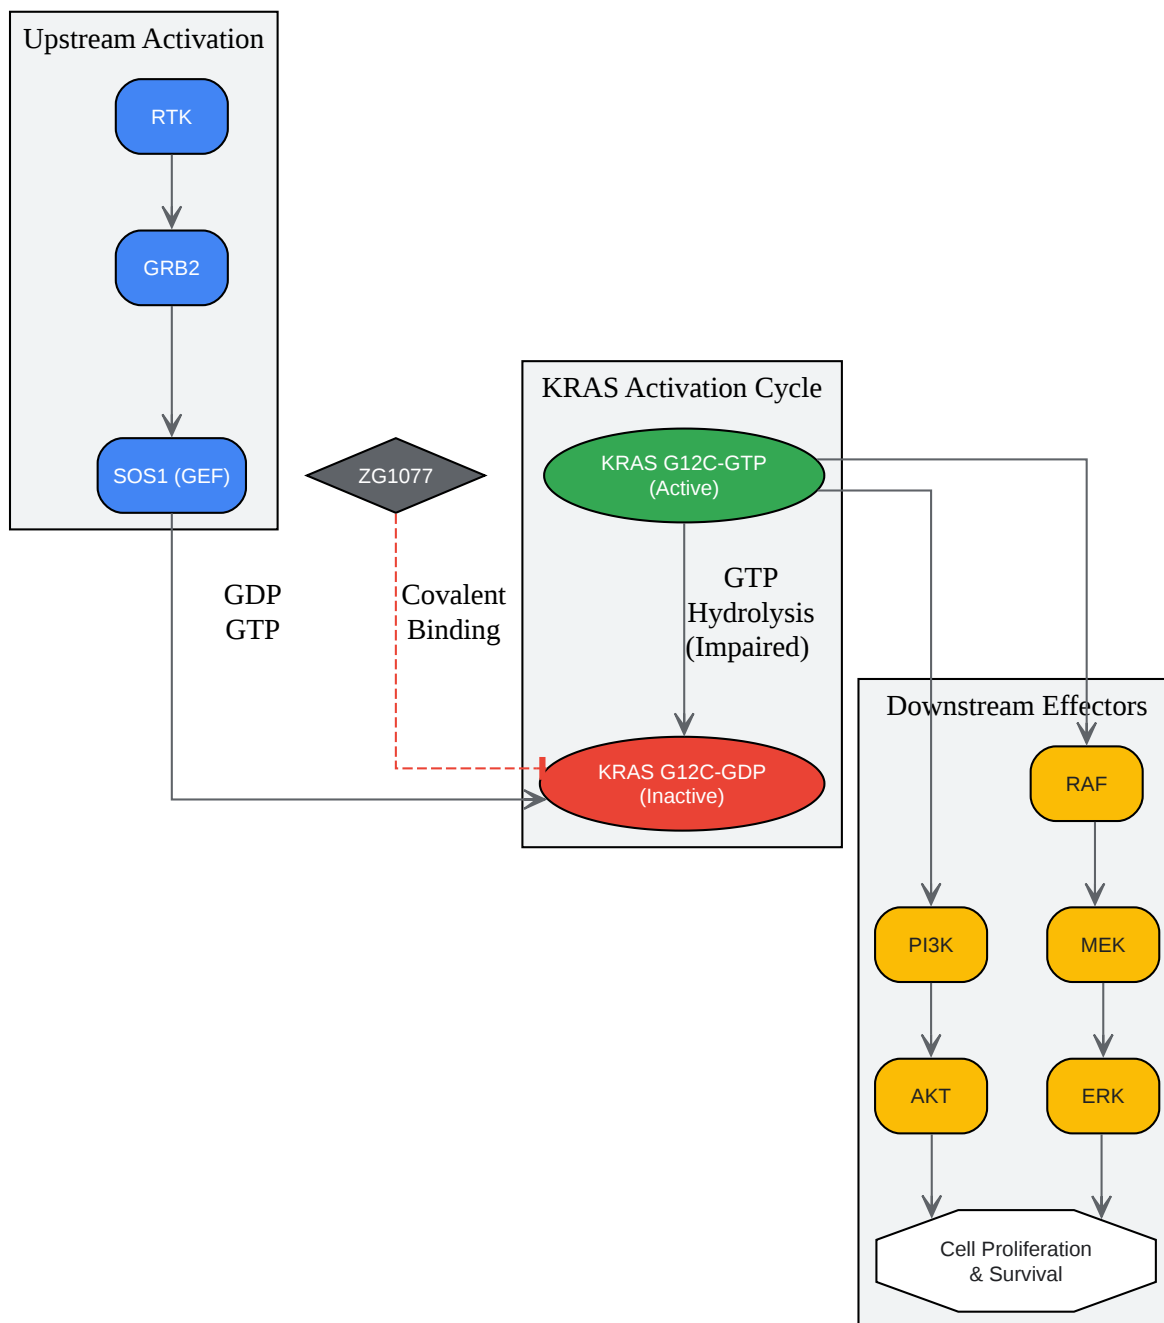 Upstream Activation
RTK
GRB2
SOS1 (GEF)
ZG1077
GDP
GTP
Covalent
Binding
KRAS Activation Cycle
KRAS G12C-GTP
(Active)
GTP
Hydrolysis
(Impaired)
KRAS G12C-GDP
(Inactive)
Downstream Effectors
RAF
PI3K
MEK
AKT
ERK
Cell Proliferation
& Survival